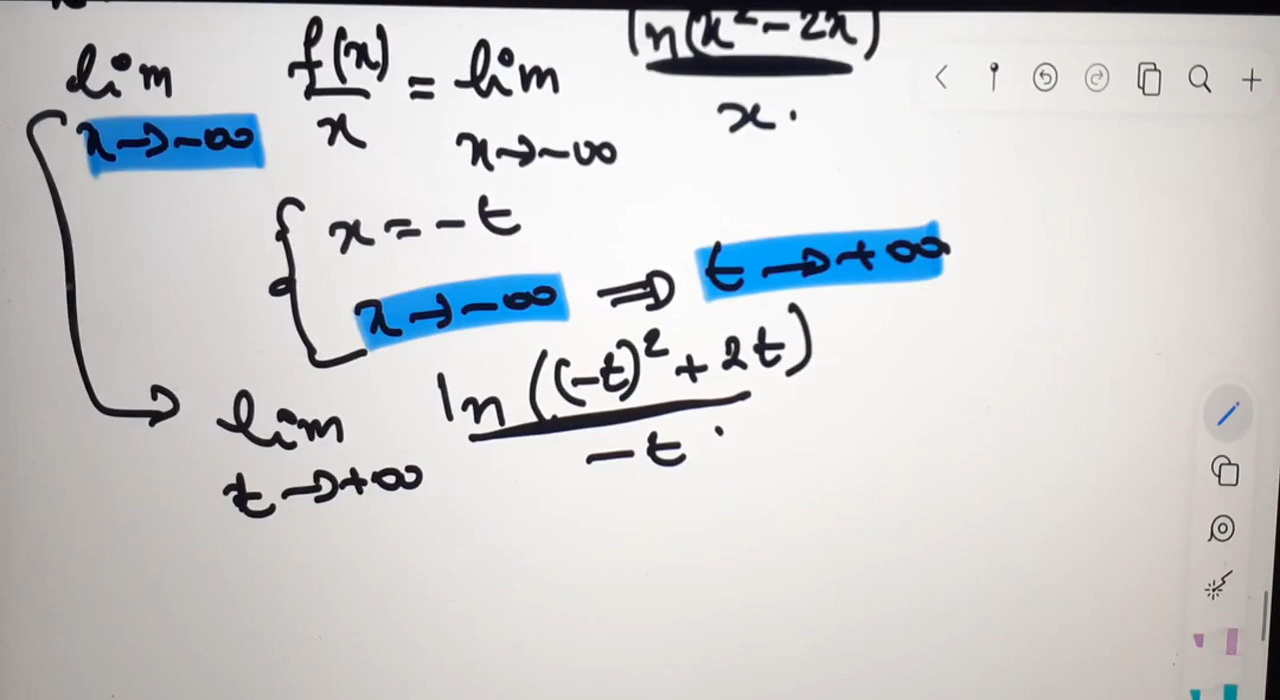 lim f(x)/x = lim ln(x² - 2x)/x.
x→-∞ x→-∞
x = -t
x→-∞ ⇒ t→+∞
lim ln((-t)² + 2t)/-t.
t→+∞